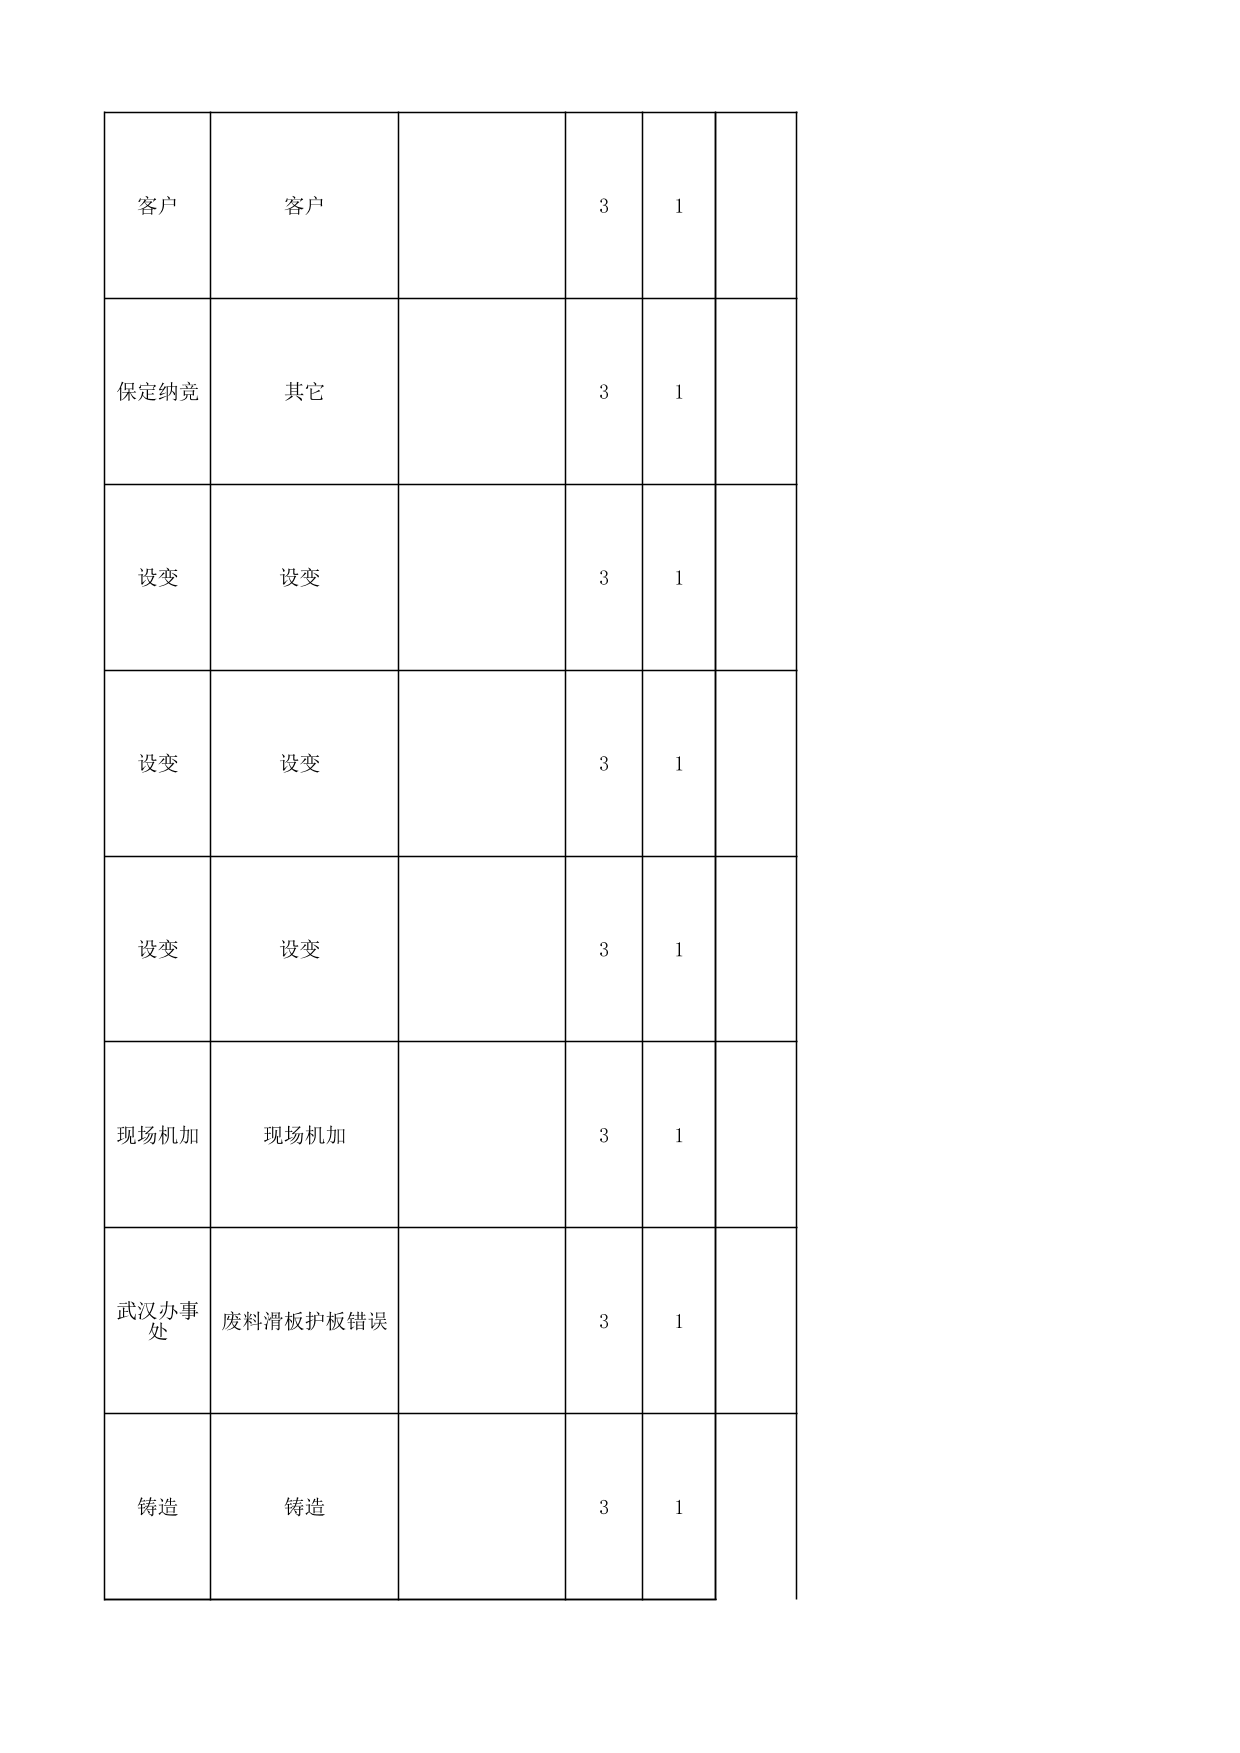 客户 客户 3 1
保定纳竞 其它 3 1
设变 设变 3 1
设变 设变 3 1
设变 设变 3 1
现场机加 现场机加 3 1
武汉办事
处 废料滑板护板错误 3 1
铸造 铸造 3 1